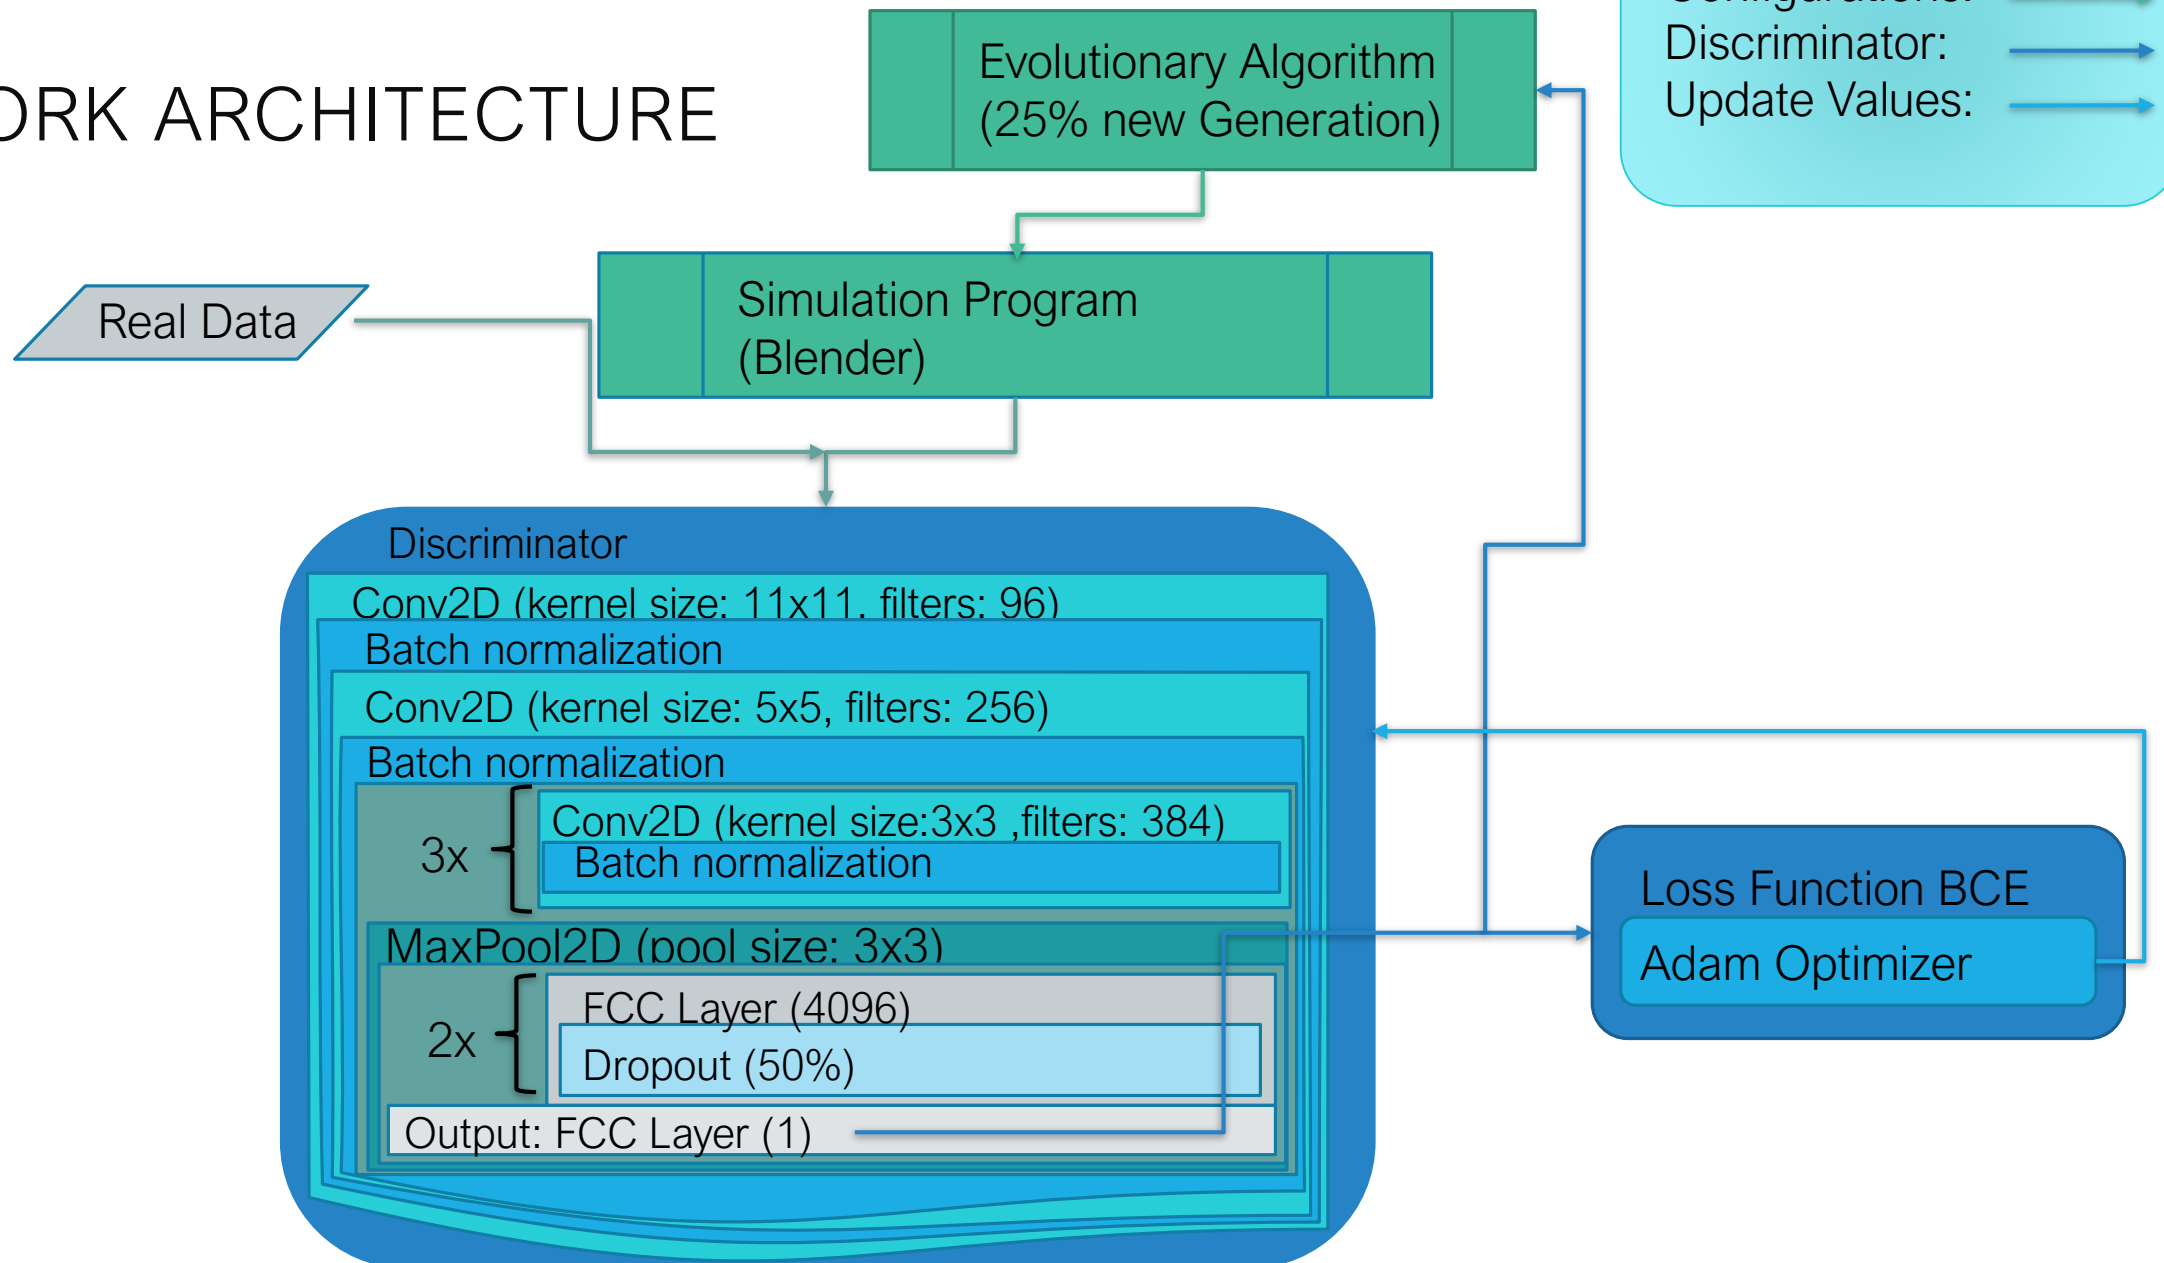 ORK ARCHITECTURE
Evolutionary Algorithm
(25% new Generation)
Configurations:
Discriminator:
Update Values:
Real Data
Simulation Program
(Blender)
Discriminator
Conv2D (kernel size: 11x11, filters: 96)
Batch normalization
Conv2D (kernel size: 5x5, filters: 256)
Batch normalization
3x
Conv2D (kernel size:3x3 ,filters: 384)
Batch normalization
MaxPool2D (pool size: 3x3)
2x
FCC Layer (4096)
Dropout (50%)
Output: FCC Layer (1)
Loss Function BCE
Adam Optimizer